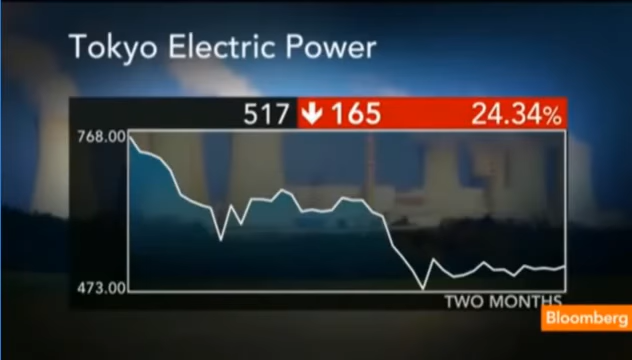 Tokyo Electric Power
517 ↓ 165 24.34%
768.00
473.00
TWO MONTHS
Bloomberg